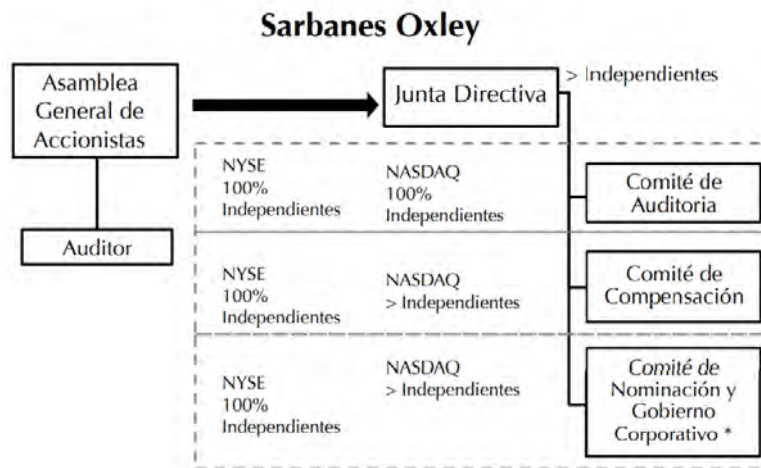 Sarbanes Oxley
Asamblea
General de
Accionistas
Auditor
Junta Directiva
> Independientes
NYSE
100%
Independientes
NASDAQ
100%
Independientes
Comité de
Auditoria
NYSE
100%
Independientes
NASDAQ
> Independientes
Comité de
Compensación
NYSE
100%
Independientes
NASDAQ
> Independientes
Comité de
Nominación y
Gobierno
Corporativo *